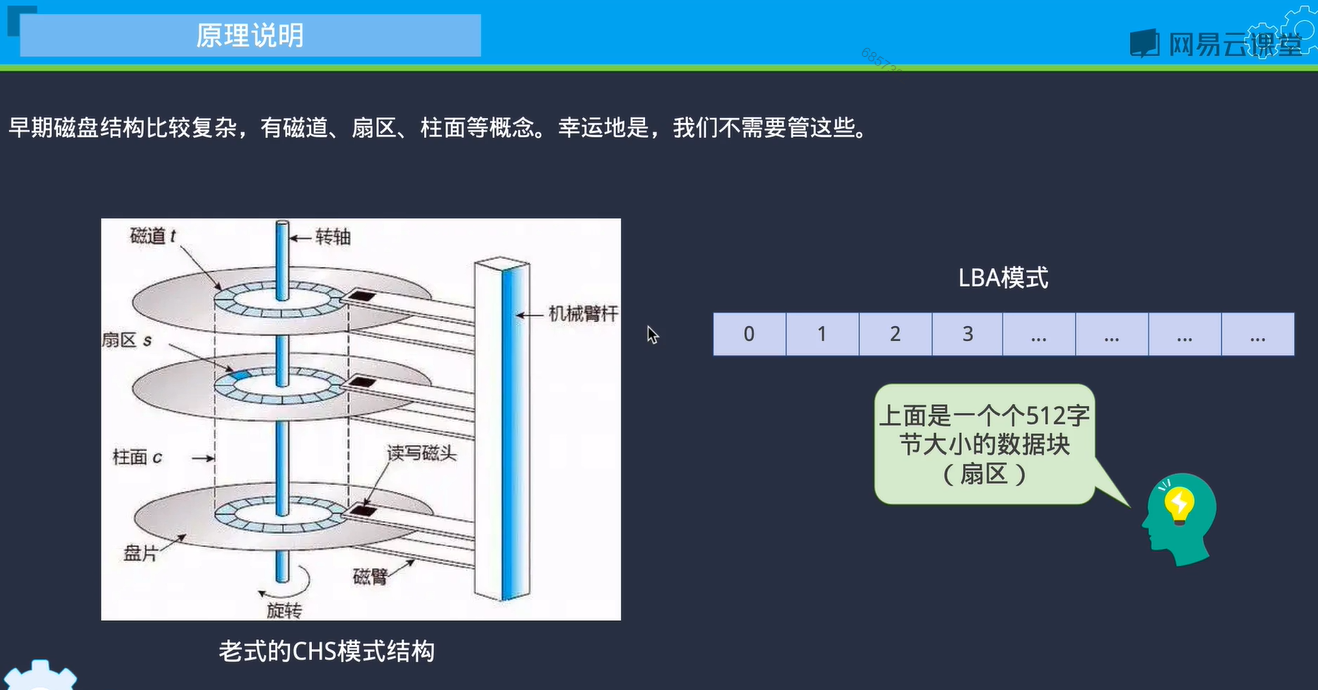 原理说明
网易云课堂
早期磁盘结构比较复杂，有磁道、扇区、柱面等概念。幸运地是，我们不需要管这些。
磁道 t
转轴
机械臂杆
扇区 s
柱面 c
读写磁头
盘片
磁臂
旋转
老式的CHS模式结构
LBA模式
0 1 2 3 ... ... ... ...
上面是一个个512字
节大小的数据块
（扇区）